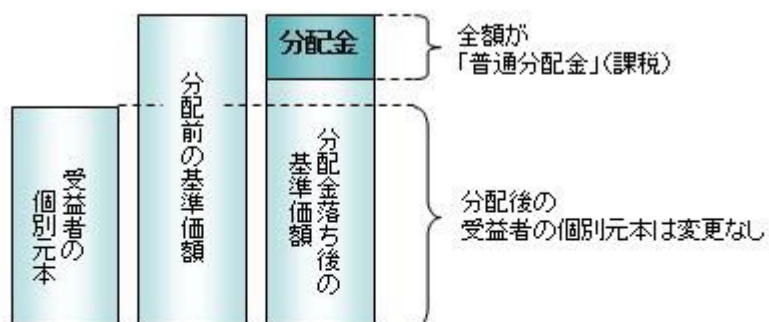 受益者の
個別元本
分配前の基準価額
分配金
分配金落ち後の
基準価額
全額が
「普通分配金」(課税)
分配後の
受益者の個別元本は変更なし